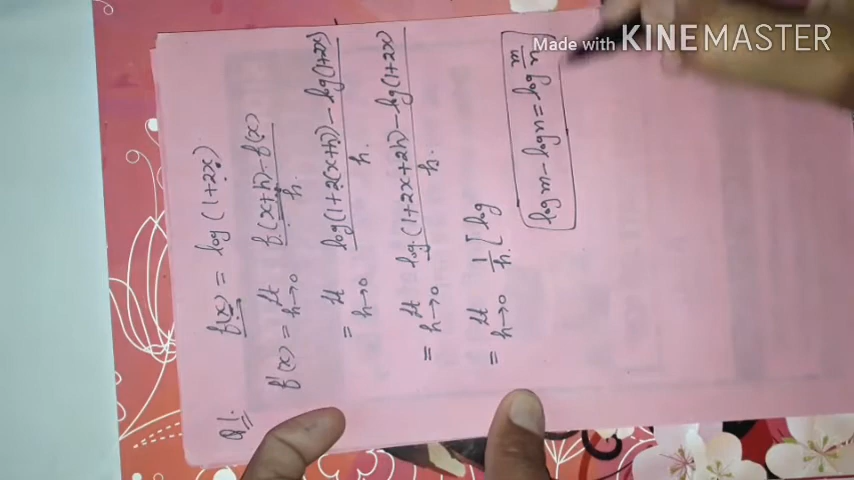 Made with KINEMASTER
Q1. f(x) = log (1+2x)
f'(x) = lt h→0 f(x+h) - f(x) / h
= lt h→0 log(1+2(x+h)) - log(1+2x) / h
= lt h→0 log (1+2x+2h) - log(1+2x) / h
= lt h→0 1/h [ log
log m - log n = log m/n